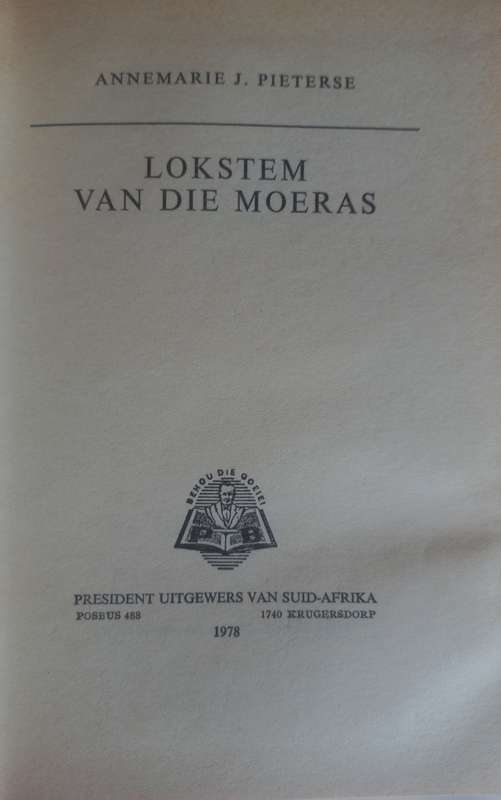 ANNEMARIE J. PIETERSE
LOKSTEM
VAN DIE MOERAS
BEHOU DIE GOEIE!
PRESIDENT UITGEWERS VAN SUID-AFRIKA
POSBUS 488 1740 KRUGERSDORP
1978